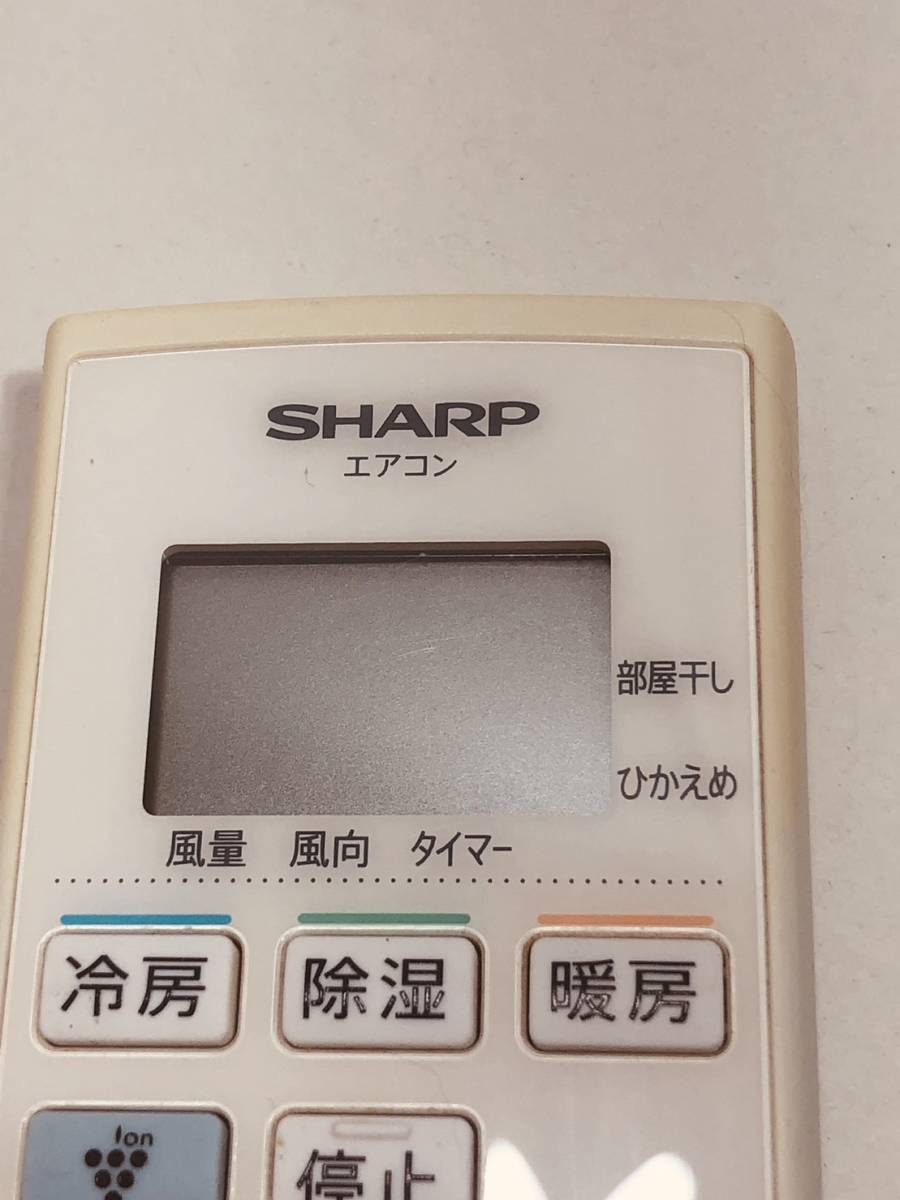 SHARP
エアコン
部屋干し
ひかえめ
風量 風向 タイマー
冷房 除湿 暖房
Ion
停止